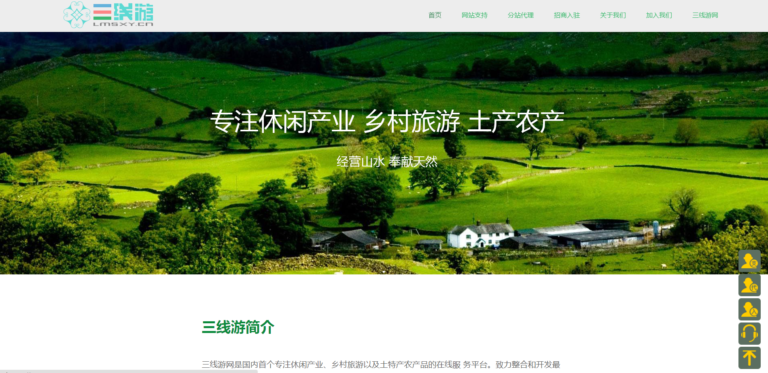 三线游
LMSXY.CN
首页 网站支持 分站代理 招商入驻 关于我们 加入我们 三线游网
专注休闲产业 乡村旅游 土产农产
经营山水 奉献天然
三线游简介
三线游网是国内首个专注休闲产业、乡村旅游以及土特产农产品的在线服 务平台。致力整合和开发最